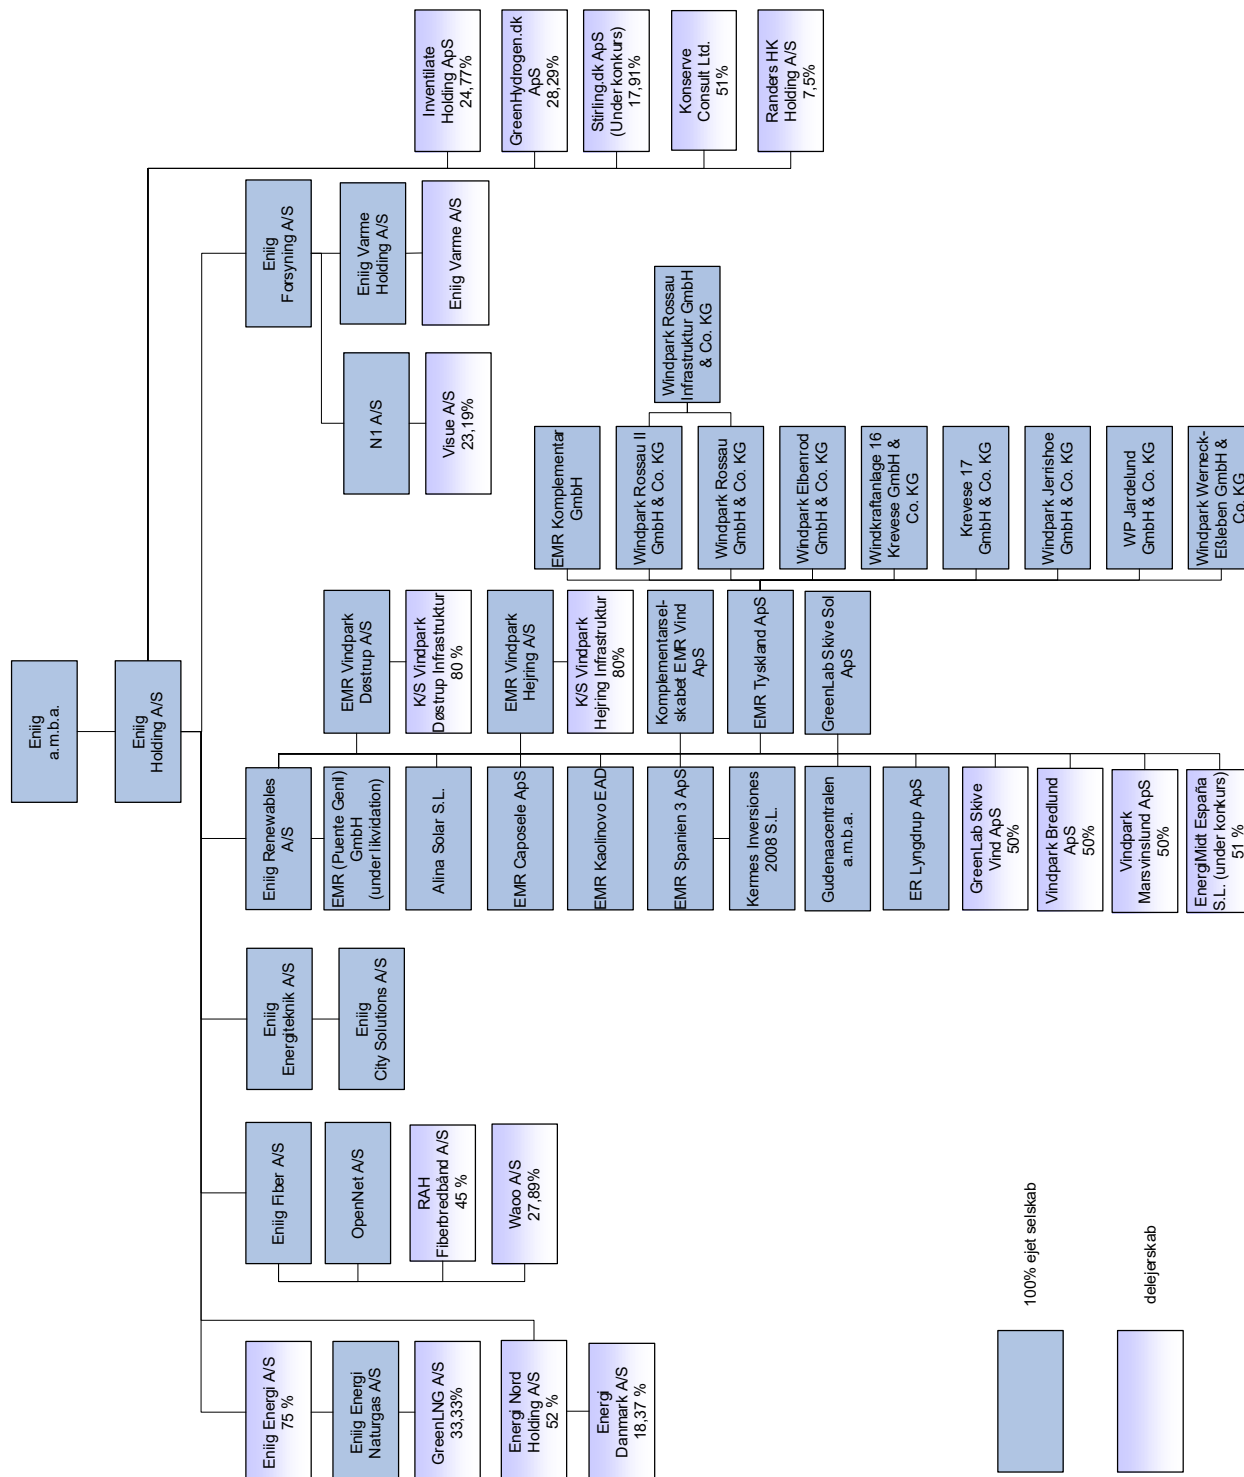 Eniig
a.m.b.a.
Eniig
Holding A/S
Eniig Energi A/S
75 %
Eniig Energi
Naturgas A/S
GreenLNG A/S
33,33%
Energi Nord
Holding A/S
52 %
Energi
Danmark A/S
18,37 %
Eniig Fiber A/S
OpenNet A/S
RAH
Fiberbredbånd A/S
45 %
Waoo A/S
27,89%
Eniig
Energiteknik A/S
Eniig
City Solutions A/S
Eniig Renewables
A/S
EMR (Puente Genil)
GmbH
(under likvidation)
Alina Solar S.L.
EMR Caposele ApS
EMR Kaolinovo EAD
EMR Spanien 3 ApS
Kermes Inversiones
2008 S.L.
Gudenaacentralen
a.m.b.a.
ER Lyngdrup ApS
GreenLab Skive
Vind ApS
50%
Vindpark Bredlund
ApS
50%
Vindpark
Marsvinslund ApS
50%
EnergiMidt España
S.L. (under konkurs)
51 %
EMR Vindpark
Døstrup A/S
K/S Vindpark
Døstrup Infrastruktur
80 %
EMR Vindpark
Hejring A/S
K/S Vindpark
Hejring Infrastruktur
80%
Komplementarsel-
skabet EMR Vind
ApS
EMR Tyskland ApS
GreenLab Skive Sol
ApS
EMR Komplementar
GmbH
Windpark Rossau II
GmbH & Co. KG
Windpark Rossau
GmbH & Co. KG
Windpark Elbenrod
GmbH & Co. KG
Windkraftanlage 16
Krevese GmbH &
Co. KG
Krevese 17
GmbH & Co. KG
Windpark Jerrishoe
GmbH & Co. KG
WP Jardelund
GmbH & Co. KG
Windpark Werneck-
Eßleben GmbH &
Co. KG
Windpark Rossau
Infrastruktur GmbH
& Co. KG
Eniig
Forsyning A/S
N1 A/S
Visue A/S
23,19%
Eniig Varme
Holding A/S
Eniig Varme A/S
Inventilate
Holding ApS
24,77%
GreenHydrogen.dk
ApS
28,29%
Stirling.dk ApS
(Under konkurs)
17,91%
Konserve
Consult Ltd.
51%
Randers HK
Holding A/S
7,5%
100% ejet selskab
delejerskab